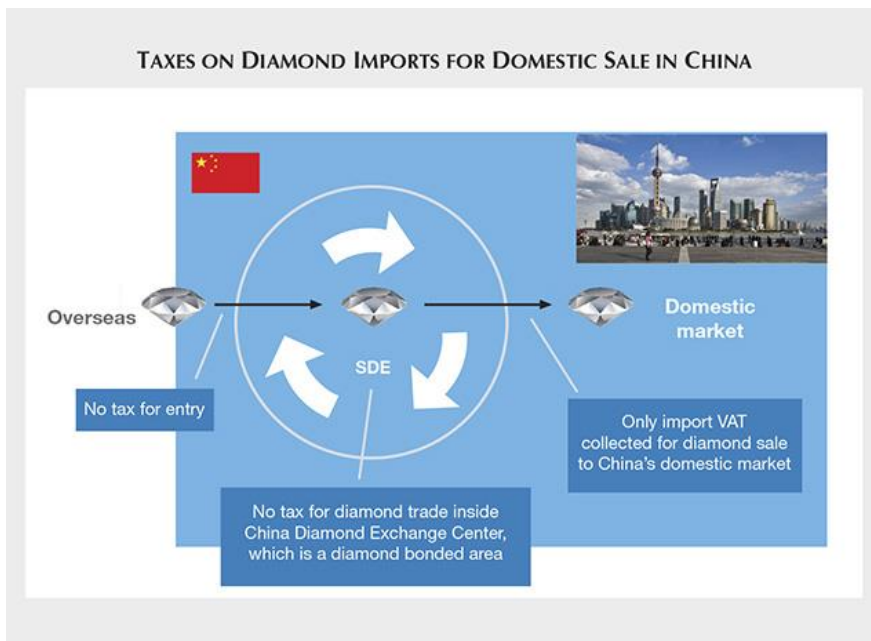 TAXES ON DIAMOND IMPORTS FOR DOMESTIC SALE IN CHINA
Overseas
Domestic
market
SDE
No tax for entry
Only import VAT
collected for diamond sale
to China's domestic market
No tax for diamond trade inside
China Diamond Exchange Center,
which is a diamond bonded area